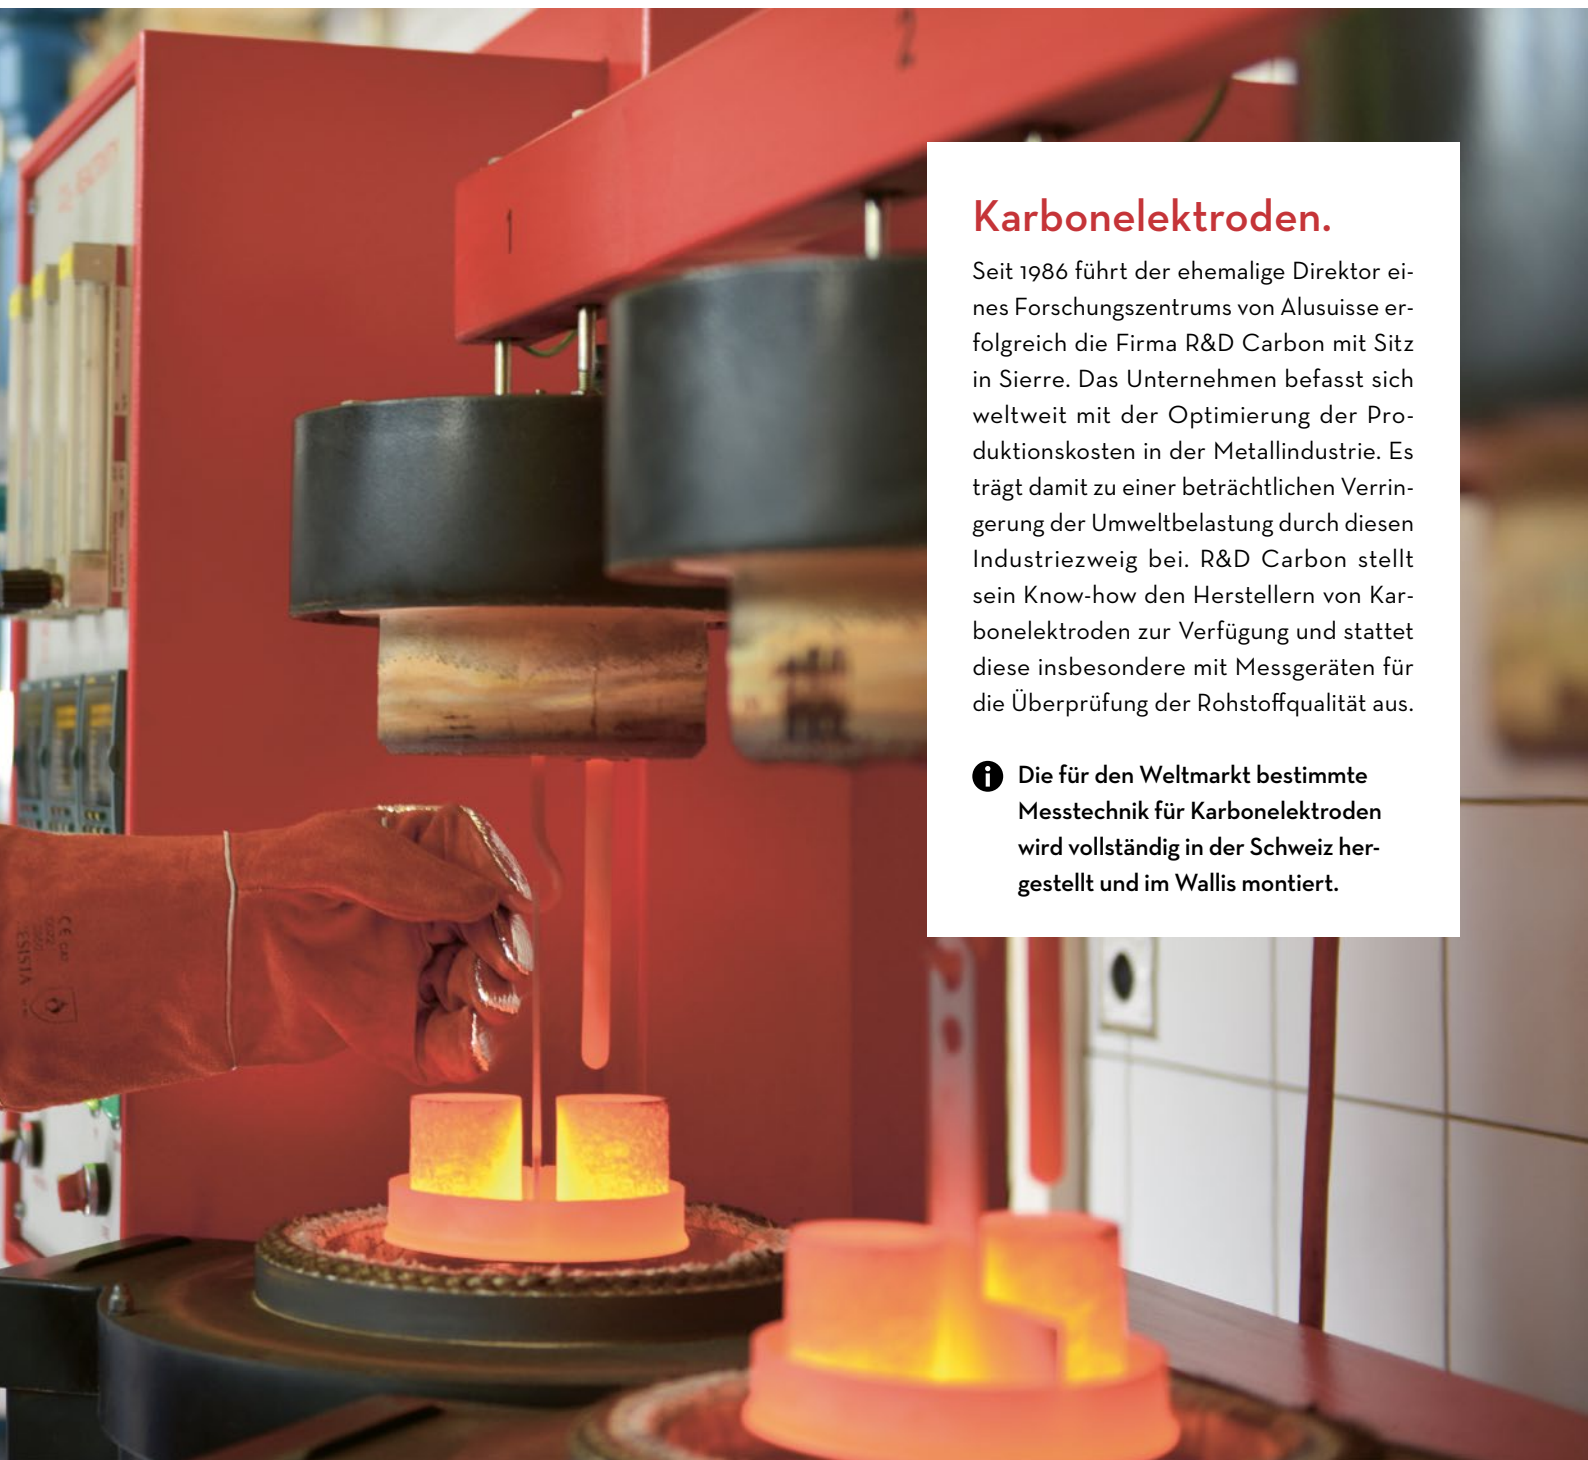 2
1
Karbonelektroden.
Seit 1986 führt der ehemalige Direktor ei-
nes Forschungszentrums von Alusuisse er-
folgreich die Firma R&D Carbon mit Sitz
in Sierre. Das Unternehmen befasst sich
weltweit mit der Optimierung der Pro-
duktionskosten in der Metallindustrie. Es
trägt damit zu einer beträchtlichen Verrin-
gerung der Umweltbelastung durch diesen
Industriezweig bei. R&D Carbon stellt
sein Know-how den Herstellern von Kar-
bonelektroden zur Verfügung und stattet
diese insbesondere mit Messgeräten für
die Überprüfung der Rohstoffqualität aus.
Die für den Weltmarkt bestimmte
Messtechnik für Karbonelektroden
wird vollständig in der Schweiz her-
gestellt und im Wallis montiert.